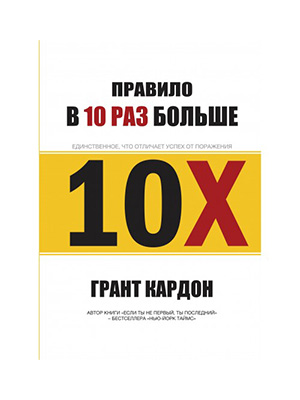 ПРАВИЛО
В 10 РАЗ БОЛЬШЕ
ЕДИНСТВЕННОЕ, ЧТО ОТЛИЧАЕТ УСПЕХ ОТ ПОРАЖЕНИЯ
10X
ГРАНТ КАРДОН
АВТОР КНИГИ «ЕСЛИ ТЫ НЕ ПЕРВЫЙ, ТЫ ПОСЛЕДНИЙ»
– БЕСТСЕЛЛЕРА «НЬЮ-ЙОРК ТАЙМС»